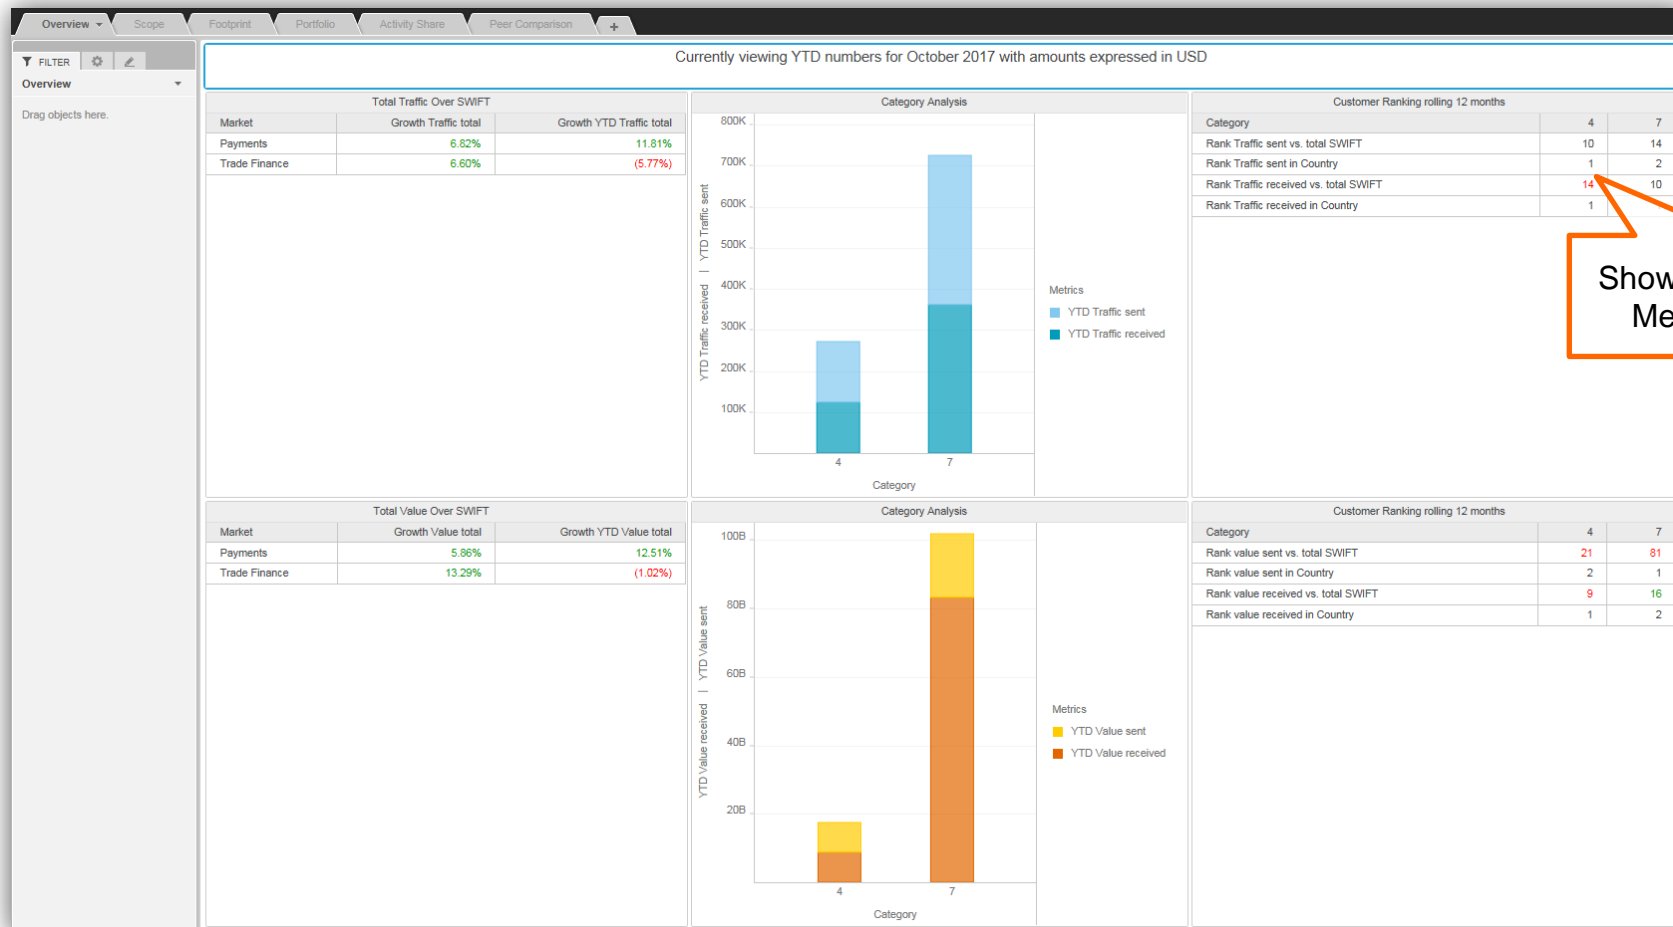 Overview Scope Footprint Portfolio Activity Share Peer Comparison +
FILTER
Overview
Drag objects here.
Currently viewing YTD numbers for October 2017 with amounts expressed in USD
Total Traffic Over SWIFT
Market Growth Traffic total Growth YTD Traffic total
Payments 6.82% 11.81%
Trade Finance 6.60% (5.77%)
Category Analysis
YTD Traffic received | YTD Traffic sent
800K
700K
600K
500K
400K
300K
200K
100K
4 7
Category
Metrics
YTD Traffic sent
YTD Traffic received
Customer Ranking rolling 12 months
Category 4 7
Rank Traffic sent vs. total SWIFT 10 14
Rank Traffic sent in Country 1 2
Rank Traffic received vs. total SWIFT 14 10
Rank Traffic received in Country 1
Show
Me
Total Value Over SWIFT
Market Growth Value total Growth YTD Value total
Payments 5.86% 12.51%
Trade Finance 13.29% (1.02%)
Category Analysis
YTD Value received | YTD Value sent
100B
80B
60B
40B
20B
4 7
Category
Metrics
YTD Value sent
YTD Value received
Customer Ranking rolling 12 months
Category 4 7
Rank value sent vs. total SWIFT 21 81
Rank value sent in Country 2 1
Rank value received vs. total SWIFT 9 16
Rank value received in Country 1 2